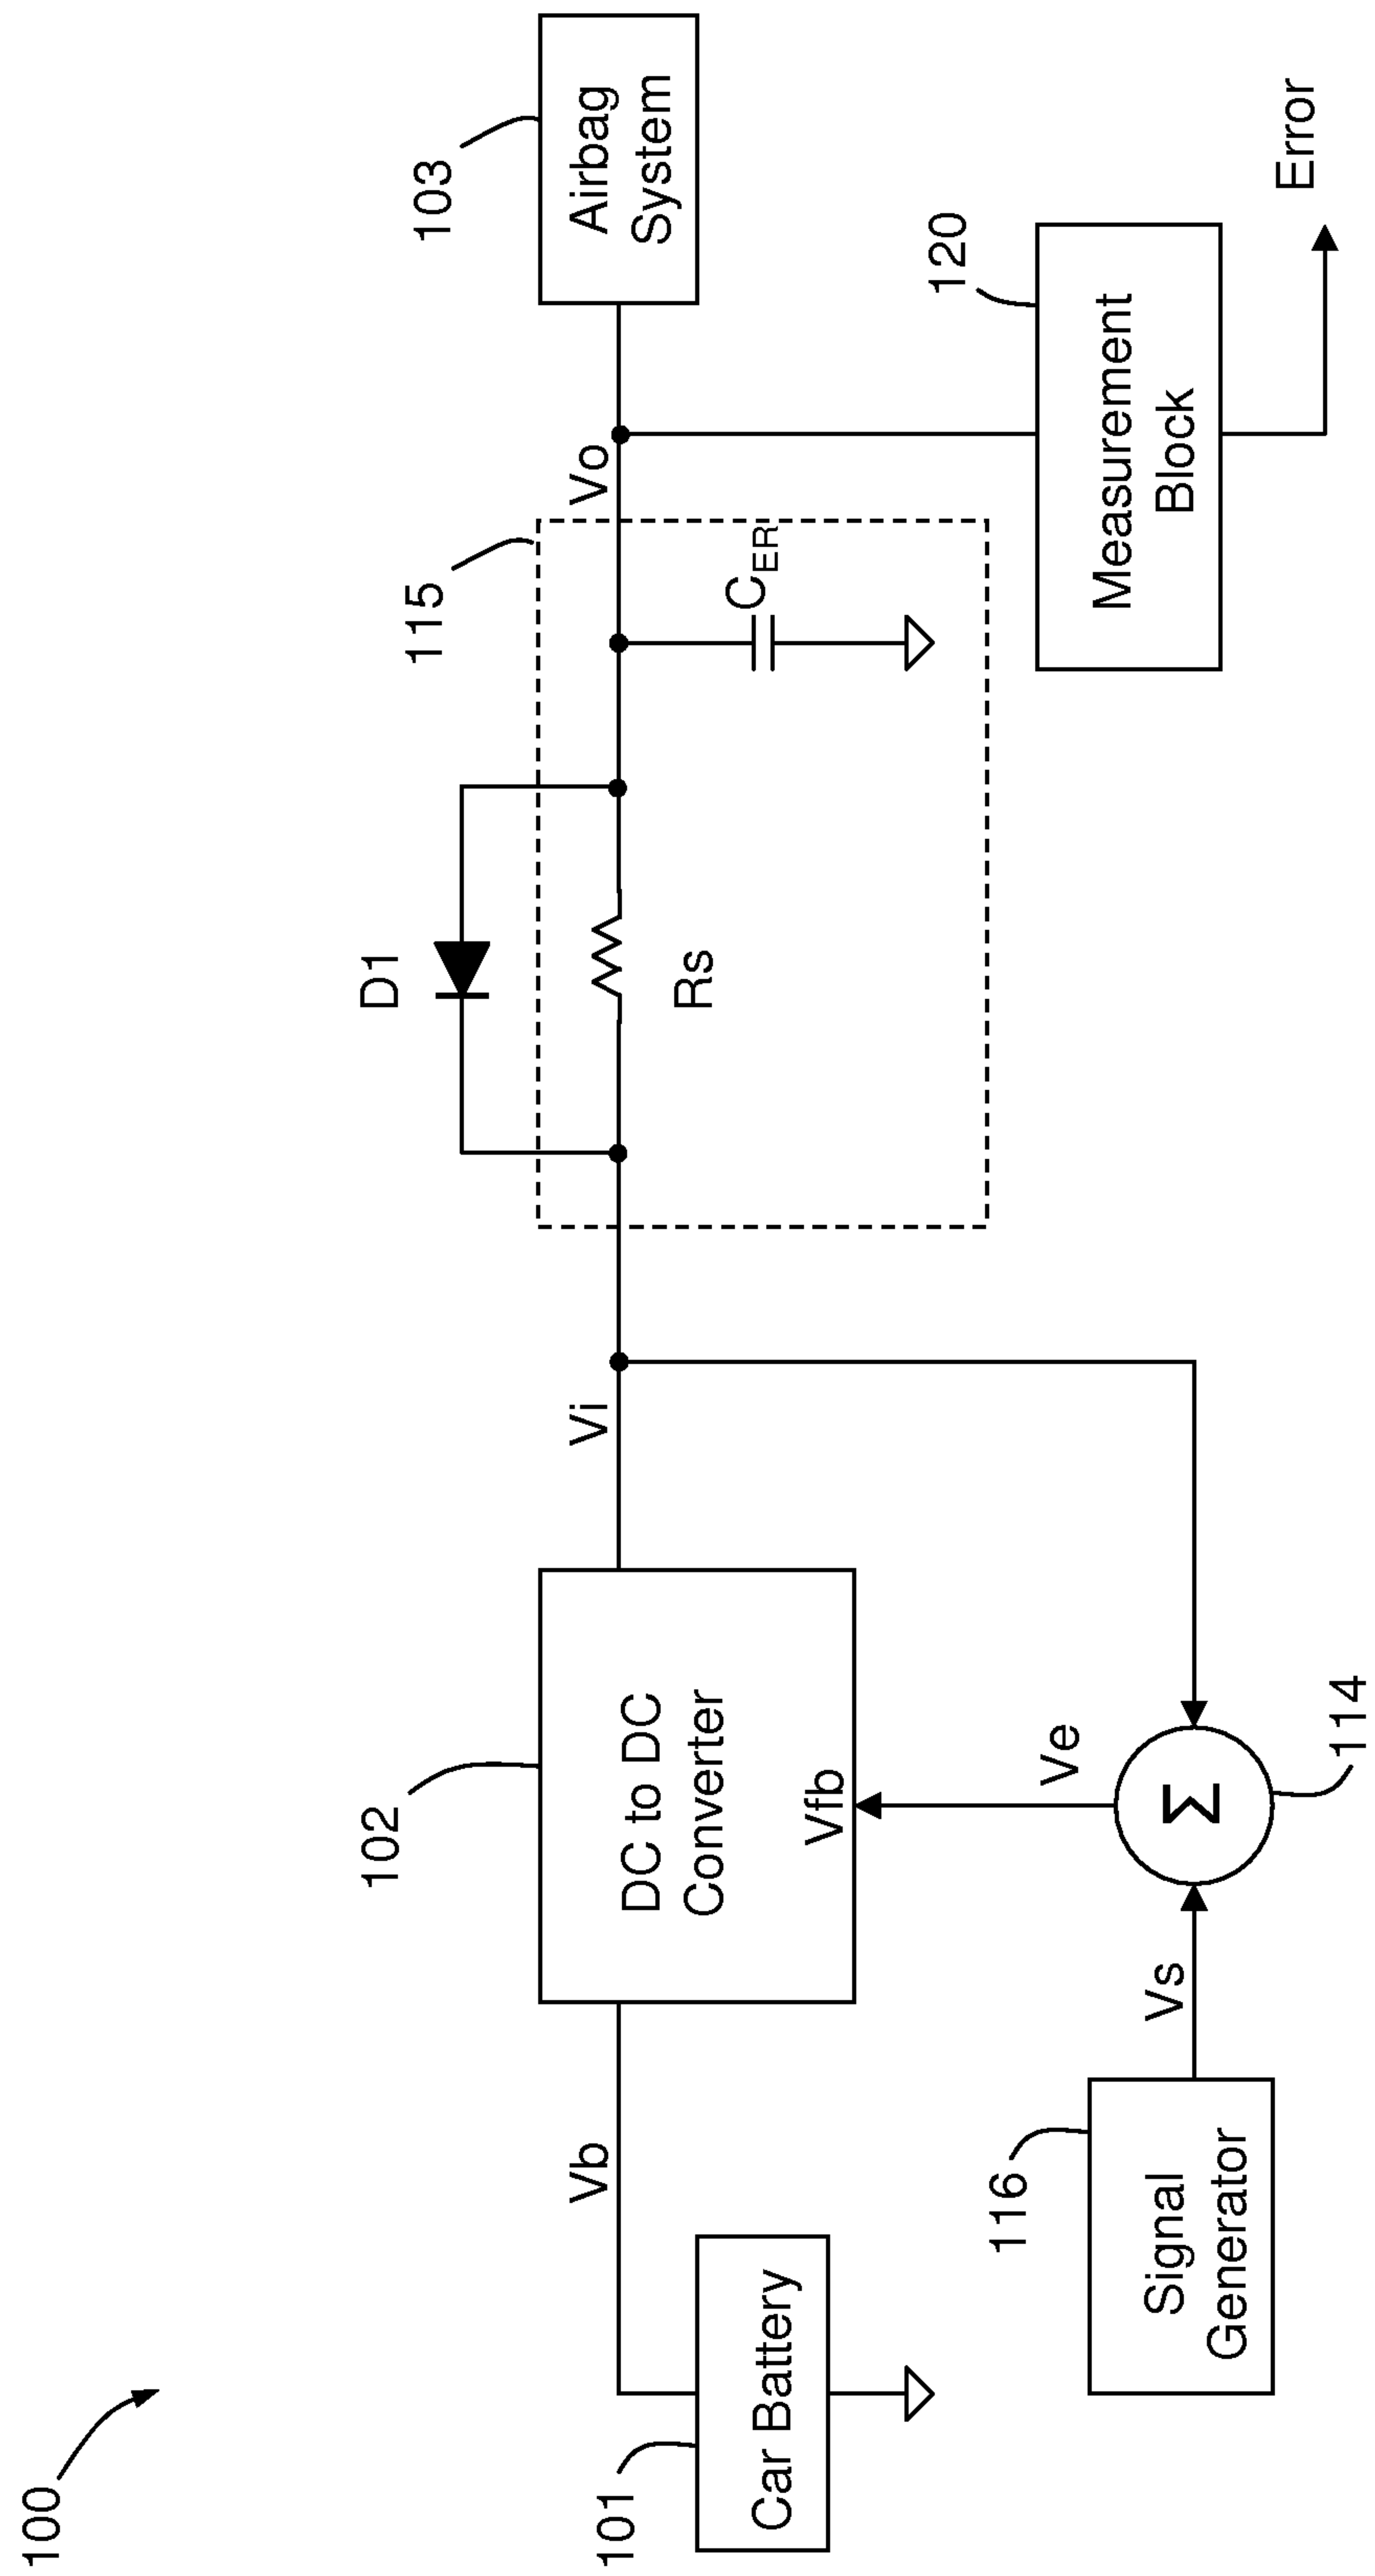 100
101
Car Battery
Vb
102
DC to DC
Converter
Vfb
116
Signal
Generator
Vs
Σ
114
Ve
Vi
D1
Rs
115
CER
Vo
103
Airbag
System
120
Measurement
Block
Error